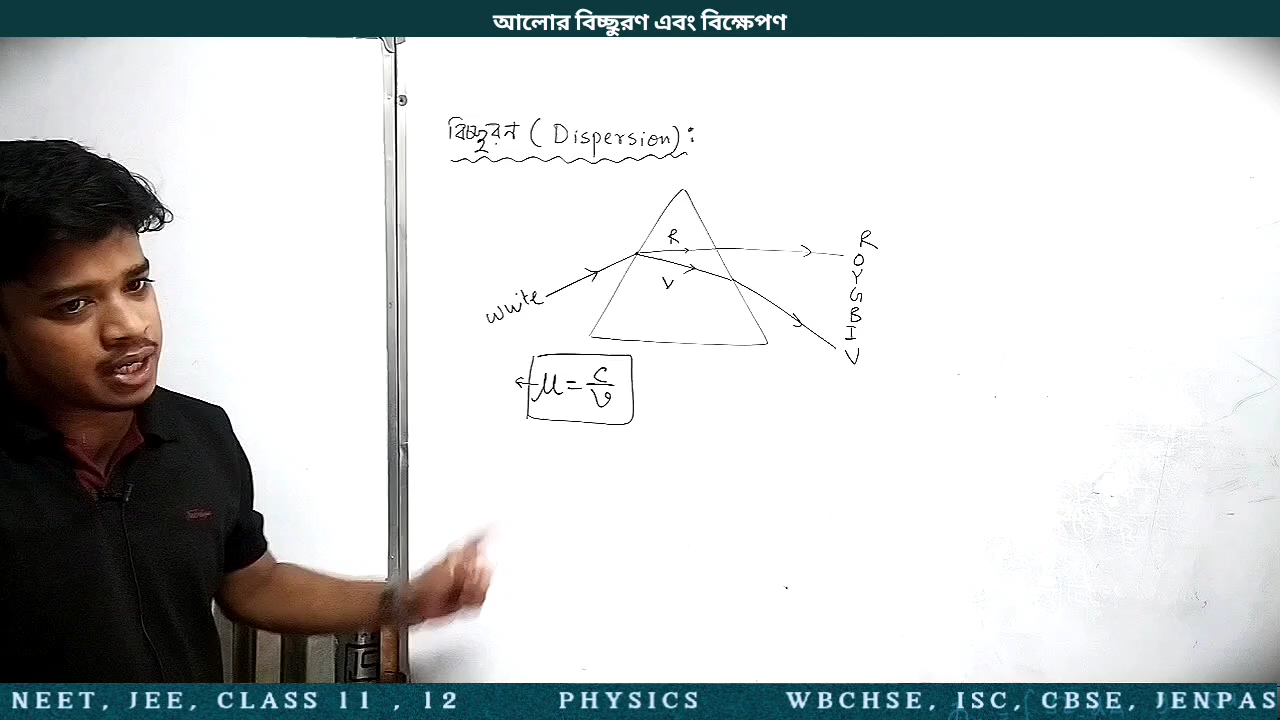 আলোর বিচ্ছুরণ এবং বিক্ষেপণ
বিচ্ছুরন ( Dispersion):
R
R
O
Y
G
B
I
V
V
White
μ = c/v
NEET, JEE, CLASS 11 , 12 PHYSICS WBCHSE, ISC, CBSE, JENPAS